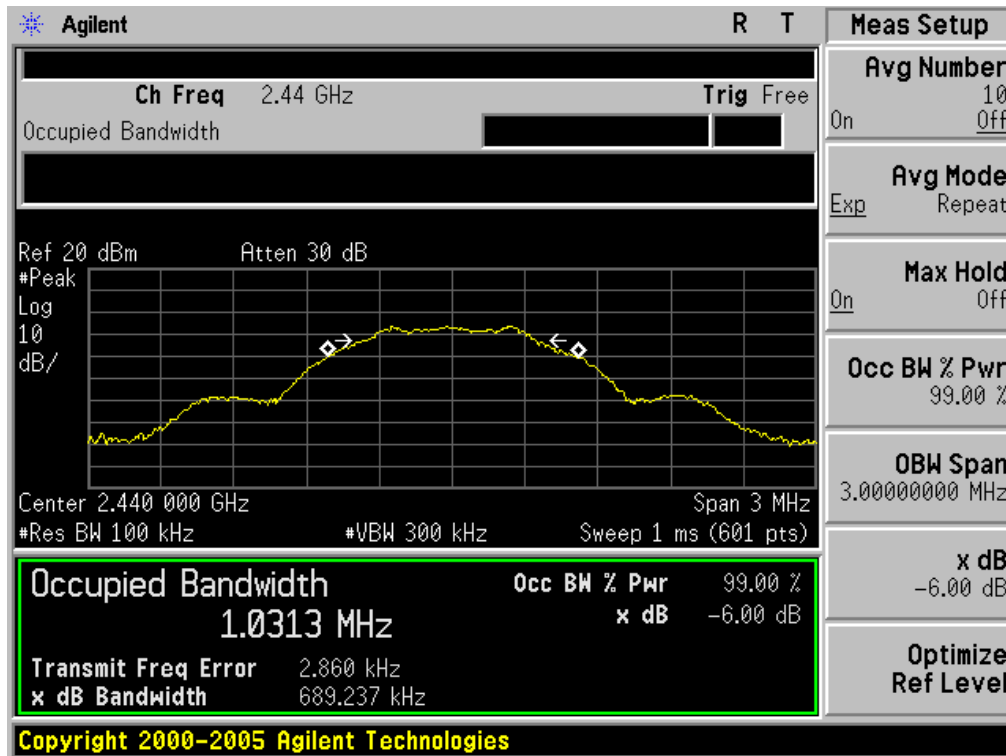 Agilent R T
Ch Freq 2.44 GHz Trig Free
Occupied Bandwidth
Ref 20 dBm Atten 30 dB
#Peak
Log
10
dB/
Center 2.440 000 GHz Span 3 MHz
#Res BW 100 kHz #VBW 300 kHz Sweep 1 ms (601 pts)
Occupied Bandwidth Occ BW % Pwr 99.00 %
1.0313 MHz x dB -6.00 dB
Transmit Freq Error 2.860 kHz
x dB Bandwidth 689.237 kHz
Copyright 2000-2005 Agilent Technologies
Meas Setup
Avg Number
10
On Off
Avg Mode
Exp Repeat
Max Hold
On Off
Occ BW % Pwr
99.00 %
OBW Span
3.00000000 MHz
x dB
-6.00 dB
Optimize
Ref Level